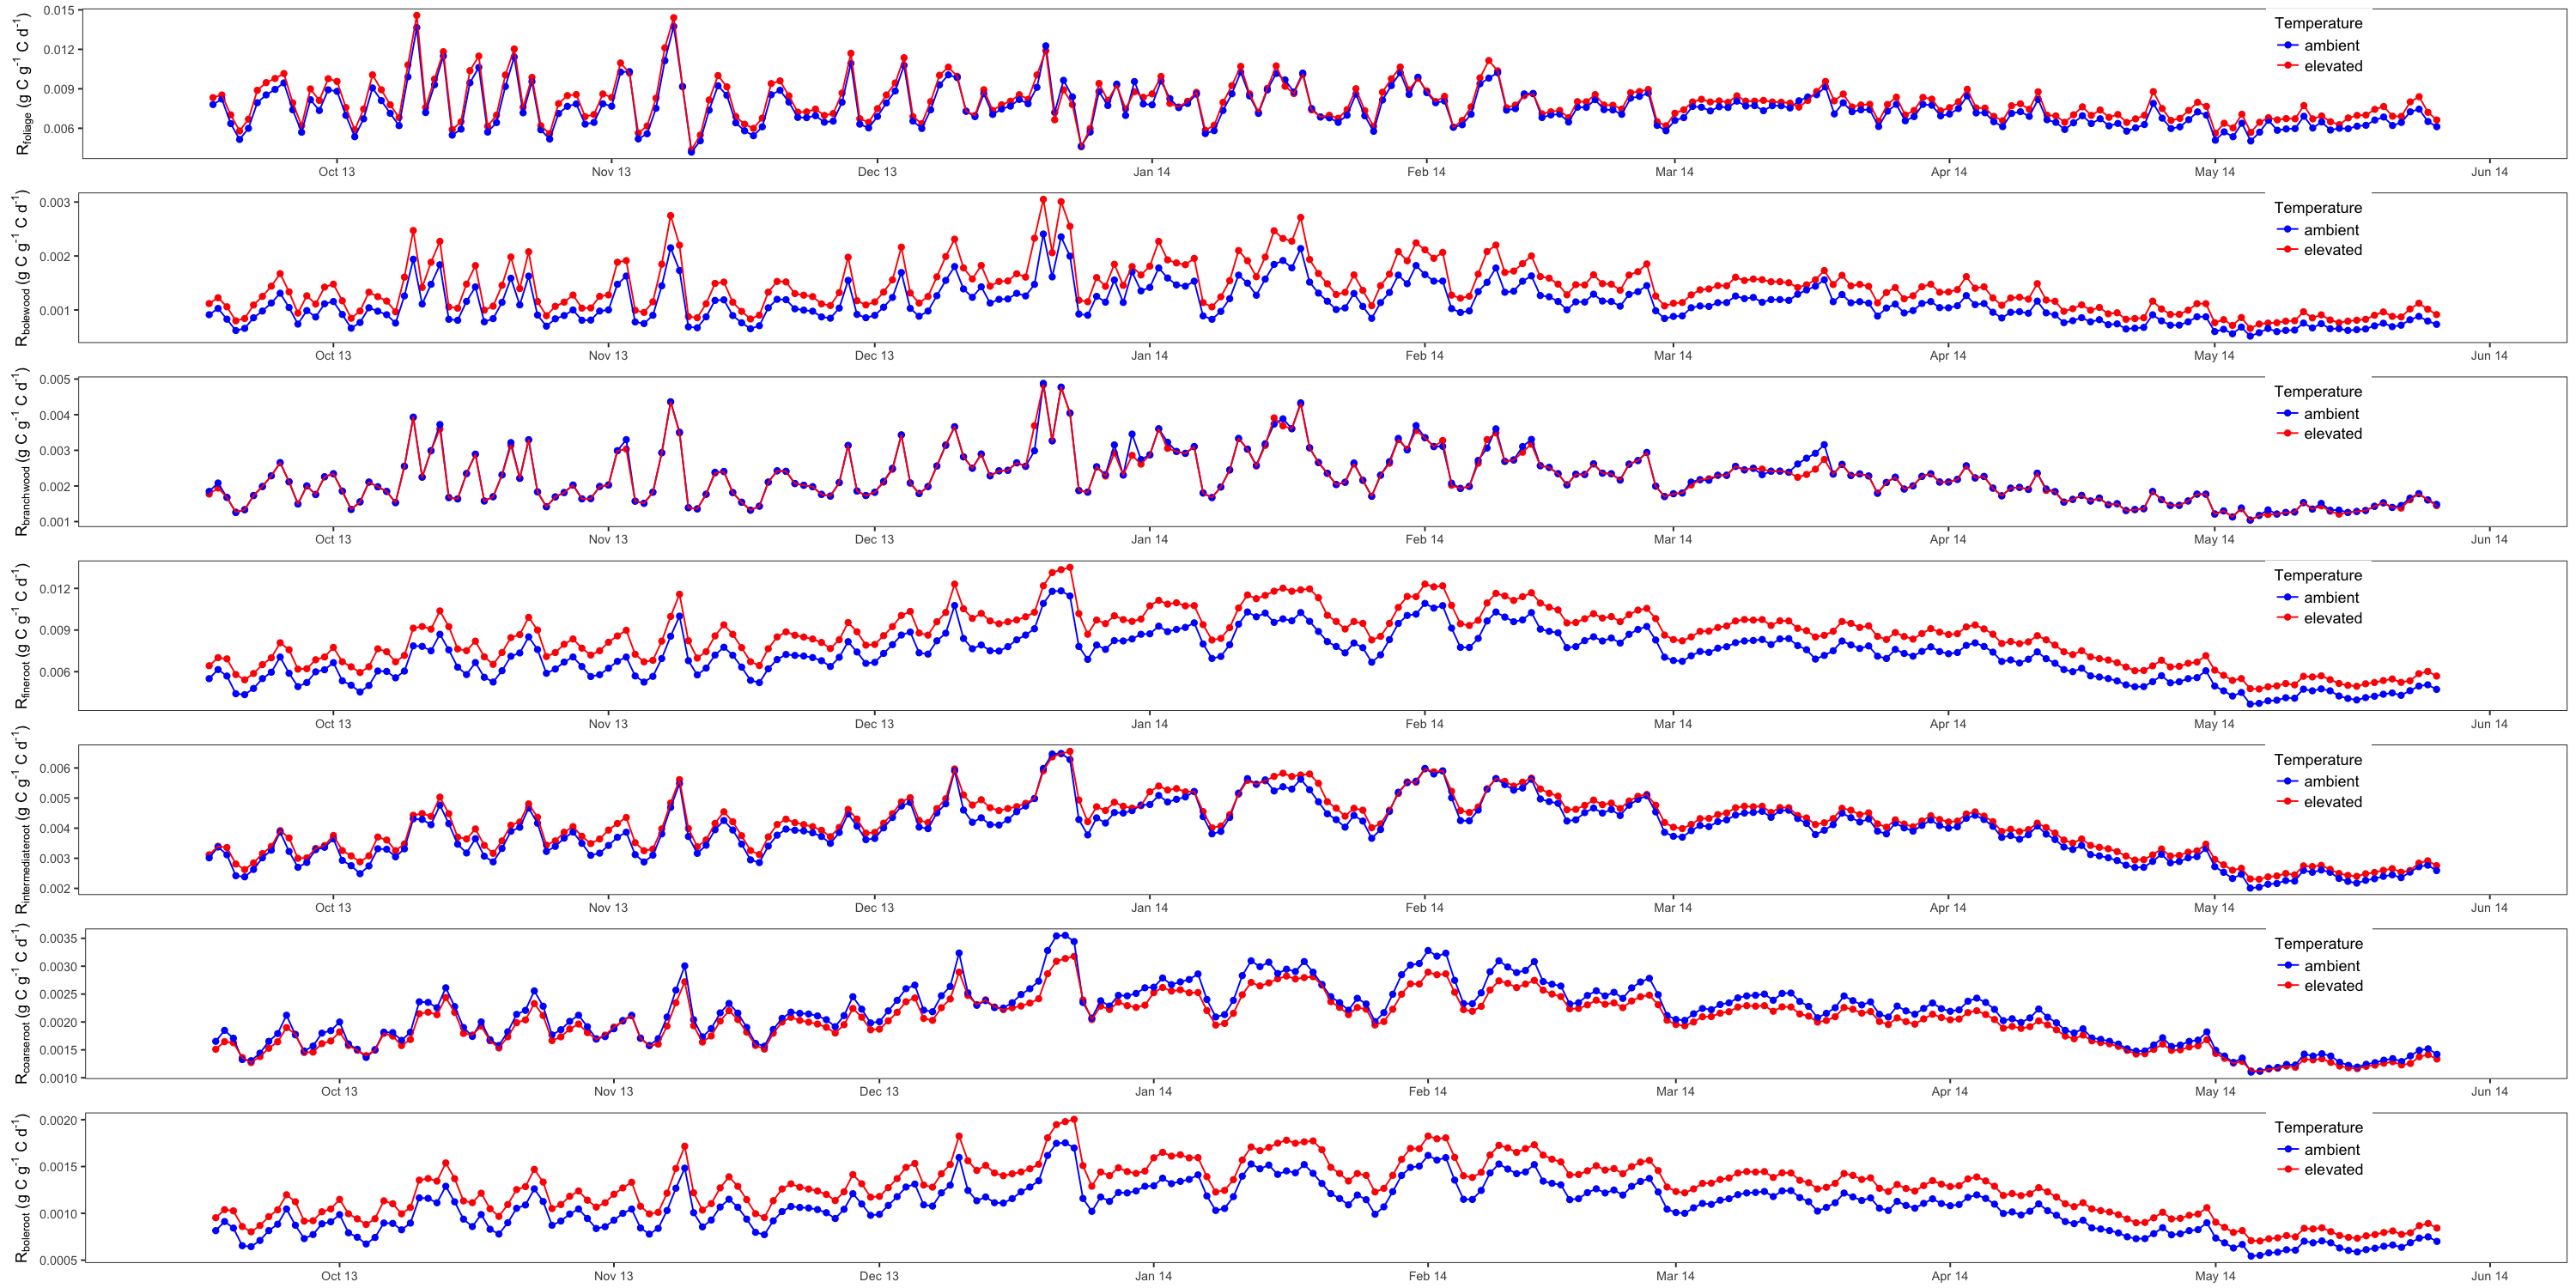 R_foliage (g C g⁻¹ C d⁻¹)
0.015
0.012
0.009
0.006
Temperature
ambient
elevated
Oct 13 Nov 13 Dec 13 Jan 14 Feb 14 Mar 14 Apr 14 May 14 Jun 14
R_bolewood (g C g⁻¹ C d⁻¹)
0.003
0.002
0.001
Temperature
ambient
elevated
Oct 13 Nov 13 Dec 13 Jan 14 Feb 14 Mar 14 Apr 14 May 14 Jun 14
R_branchwood (g C g⁻¹ C d⁻¹)
0.005
0.004
0.003
0.002
0.001
Temperature
ambient
elevated
Oct 13 Nov 13 Dec 13 Jan 14 Feb 14 Mar 14 Apr 14 May 14 Jun 14
R_fineroot (g C g⁻¹ C d⁻¹)
0.012
0.009
0.006
Temperature
ambient
elevated
Oct 13 Nov 13 Dec 13 Jan 14 Feb 14 Mar 14 Apr 14 May 14 Jun 14
R_intermediateroot (g C g⁻¹ C d⁻¹)
0.006
0.005
0.004
0.003
0.002
Temperature
ambient
elevated
Oct 13 Nov 13 Dec 13 Jan 14 Feb 14 Mar 14 Apr 14 May 14 Jun 14
R_coarseroot (g C g⁻¹ C d⁻¹)
0.0035
0.0030
0.0025
0.0020
0.0015
0.0010
Temperature
ambient
elevated
Oct 13 Nov 13 Dec 13 Jan 14 Feb 14 Mar 14 Apr 14 May 14 Jun 14
R_boleroot (g C g⁻¹ C d⁻¹)
0.0020
0.0015
0.0010
0.0005
Temperature
ambient
elevated
Oct 13 Nov 13 Dec 13 Jan 14 Feb 14 Mar 14 Apr 14 May 14 Jun 14